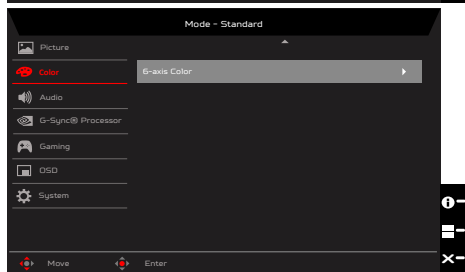 Mode - Standard
Picture
Color
6-axis Color
Audio
G-Sync® Processor
Gaming
OSD
System
Move
Enter